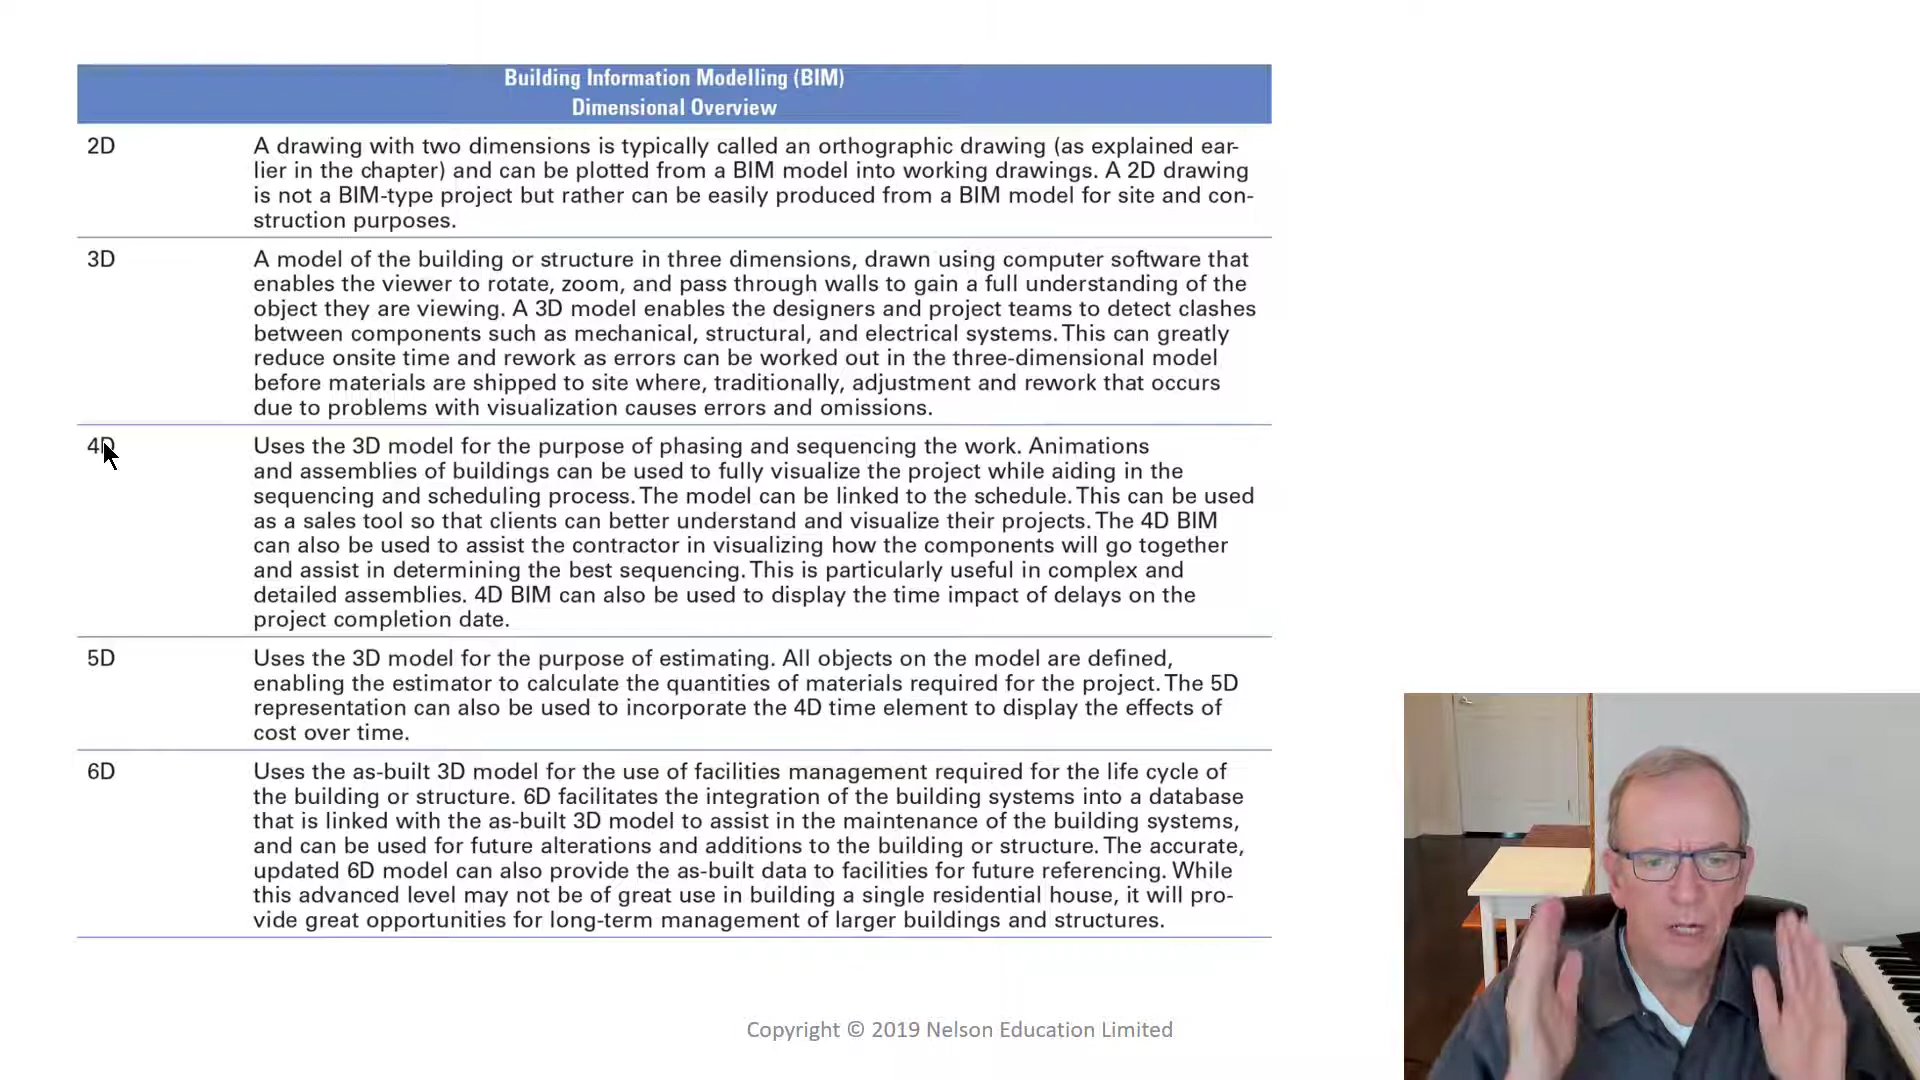 Building Information Modelling (BIM)
Dimensional Overview
2D
A drawing with two dimensions is typically called an orthographic drawing (as explained ear-
lier in the chapter) and can be plotted from a BIM model into working drawings. A 2D drawing
is not a BIM-type project but rather can be easily produced from a BIM model for site and con-
struction purposes.
3D
A model of the building or structure in three dimensions, drawn using computer software that
enables the viewer to rotate, zoom, and pass through walls to gain a full understanding of the
object they are viewing. A 3D model enables the designers and project teams to detect clashes
between components such as mechanical, structural, and electrical systems. This can greatly
reduce onsite time and rework as errors can be worked out in the three-dimensional model
before materials are shipped to site where, traditionally, adjustment and rework that occurs
due to problems with visualization causes errors and omissions.
4D
Uses the 3D model for the purpose of phasing and sequencing the work. Animations
and assemblies of buildings can be used to fully visualize the project while aiding in the
sequencing and scheduling process. The model can be linked to the schedule. This can be used
as a sales tool so that clients can better understand and visualize their projects. The 4D BIM
can also be used to assist the contractor in visualizing how the components will go together
and assist in determining the best sequencing. This is particularly useful in complex and
detailed assemblies. 4D BIM can also be used to display the time impact of delays on the
project completion date.
5D
Uses the 3D model for the purpose of estimating. All objects on the model are defined,
enabling the estimator to calculate the quantities of materials required for the project. The 5D
representation can also be used to incorporate the 4D time element to display the effects of
cost over time.
6D
Uses the as-built 3D model for the use of facilities management required for the life cycle of
the building or structure. 6D facilitates the integration of the building systems into a database
that is linked with the as-built 3D model to assist in the maintenance of the building systems,
and can be used for future alterations and additions to the building or structure. The accurate,
updated 6D model can also provide the as-built data to facilities for future referencing. While
this advanced level may not be of great use in building a single residential house, it will pro-
vide great opportunities for long-term management of larger buildings and structures.
Copyright © 2019 Nelson Education Limited